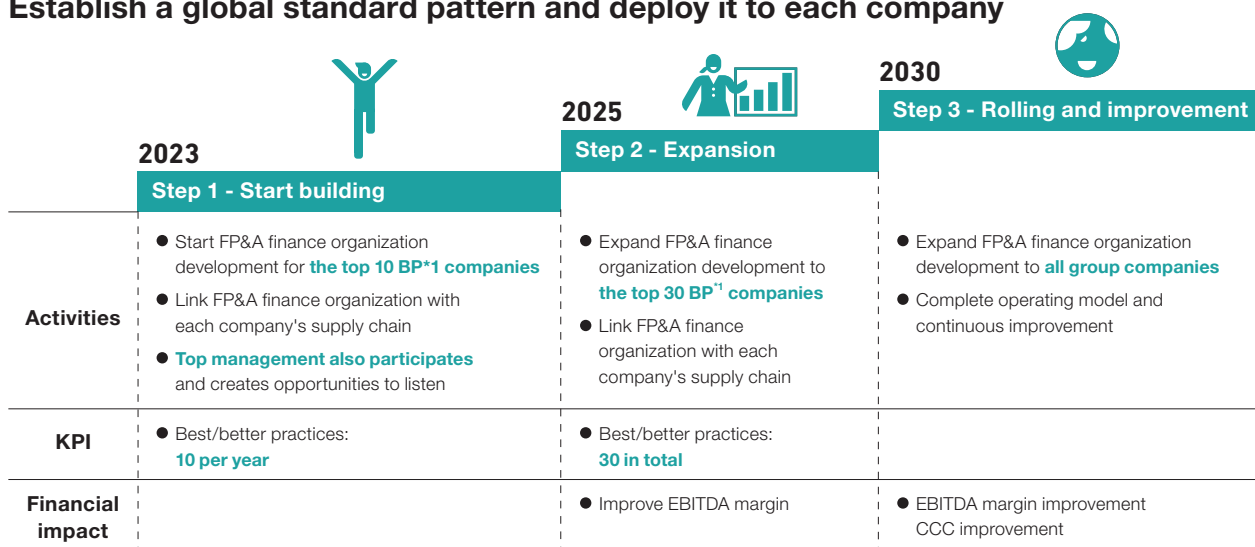 Establish a global standard pattern and deploy it to each company
2023
Step 1 - Start building
2025
Step 2 - Expansion
2030
Step 3 - Rolling and improvement
Activities
● Start FP&A finance organization
development for the top 10 BP*1 companies
● Link FP&A finance organization with
each company's supply chain
● Top management also participates
and creates opportunities to listen
● Expand FP&A finance
organization development to
the top 30 BP*1 companies
● Link FP&A finance
organization with each
company's supply chain
● Expand FP&A finance organization
development to all group companies
● Complete operating model and
continuous improvement
KPI
● Best/better practices:
10 per year
● Best/better practices:
30 in total
Financial
impact
● Improve EBITDA margin
● EBITDA margin improvement
CCC improvement